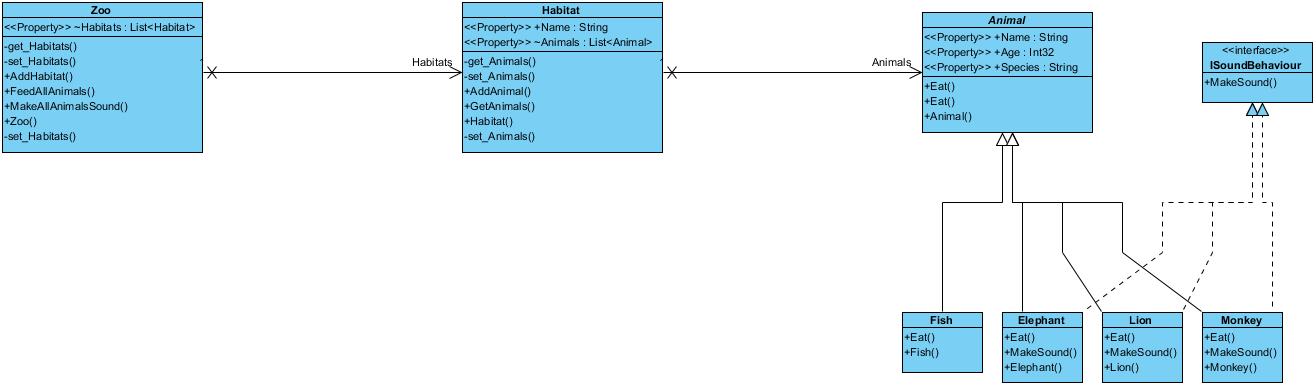 Zoo
<<Property>> ~Habitats : List<Habitat>
-get_Habitats()
-set_Habitats()
+AddHabitat()
+FeedAllAnimals()
+MakeAllAnimalsSound()
+Zoo()
-set_Habitats()
Habitats
Habitat
<<Property>> +Name : String
<<Property>> ~Animals : List<Animal>
-get_Animals()
-set_Animals()
+AddAnimal()
+GetAnimals()
+Habitat()
-set_Animals()
Animals
Animal
<<Property>> +Name : String
<<Property>> +Age : Int32
<<Property>> +Species : String
+Eat()
+Eat()
+Animal()
<<interface>>
ISoundBehaviour
+MakeSound()
Fish
+Eat()
+Fish()
Elephant
+Eat()
+MakeSound()
+Elephant()
Lion
+Eat()
+MakeSound()
+Lion()
Monkey
+Eat()
+MakeSound()
+Monkey()